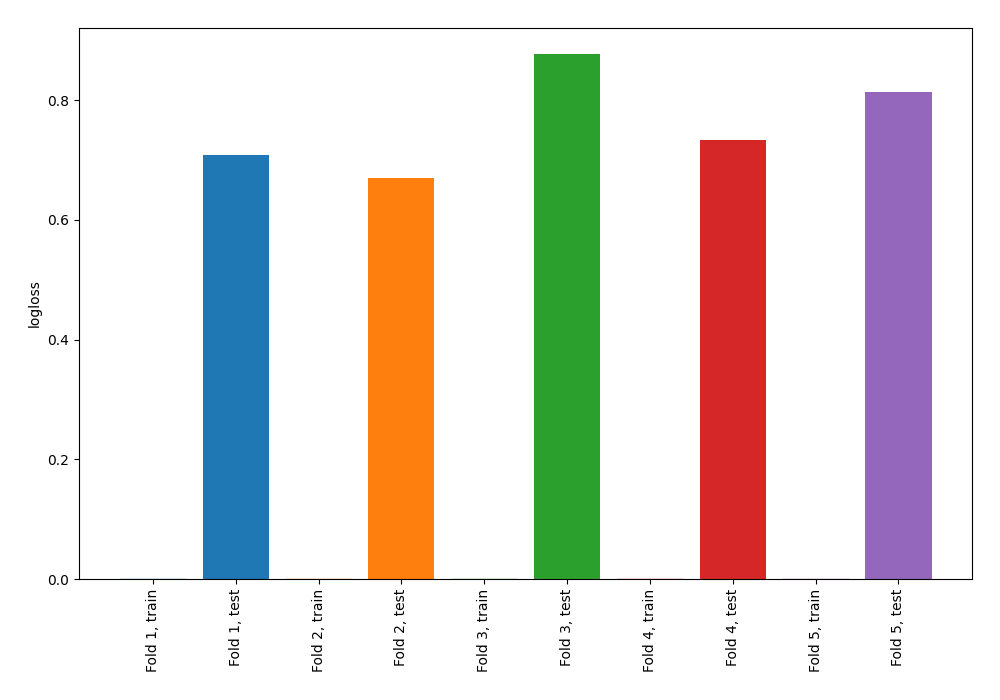 logloss
0.8
0.6
0.4
0.2
0.0
Fold 1, train
Fold 1, test
Fold 2, train
Fold 2, test
Fold 3, train
Fold 3, test
Fold 4, train
Fold 4, test
Fold 5, train
Fold 5, test